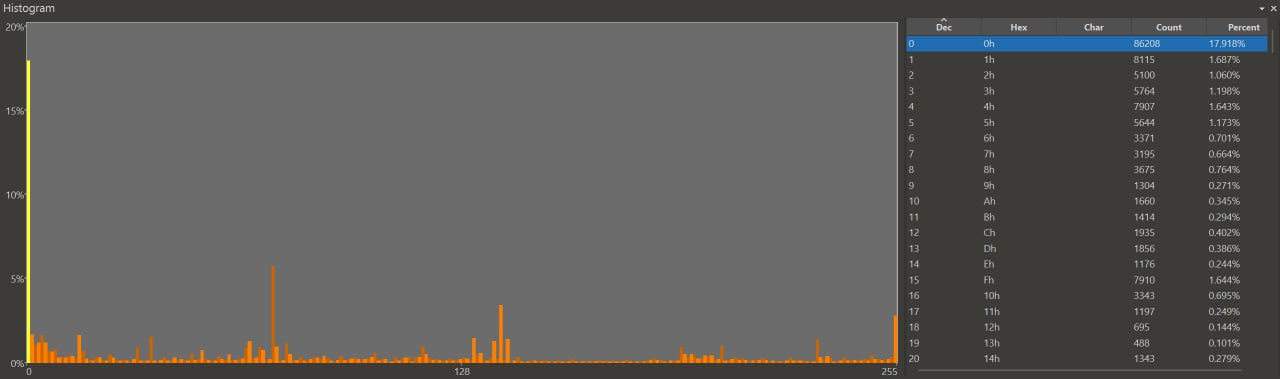 Histogram
20%
15%
10%
5%
0%
0 128 255
Dec Hex Char Count Percent
0 0h 86208 17.918%
1 1h 8115 1.687%
2 2h 5100 1.060%
3 3h 5764 1.198%
4 4h 7907 1.643%
5 5h 5644 1.173%
6 6h 3371 0.701%
7 7h 3195 0.664%
8 8h 3675 0.764%
9 9h 1304 0.271%
10 Ah 1660 0.345%
11 Bh 1414 0.294%
12 Ch 1935 0.402%
13 Dh 1856 0.386%
14 Eh 1176 0.244%
15 Fh 7910 1.644%
16 10h 3343 0.695%
17 11h 1197 0.249%
18 12h 695 0.144%
19 13h 488 0.101%
20 14h 1343 0.279%